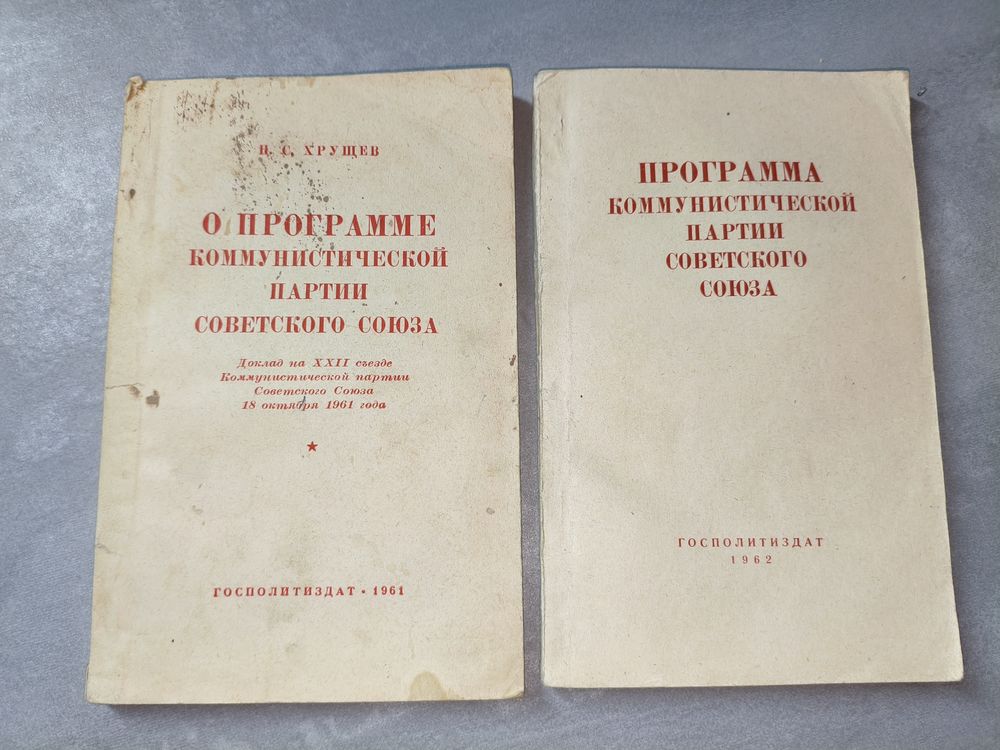 Н. С. ХРУЩЕВ
О ПРОГРАММЕ
КОММУНИСТИЧЕСКОЙ
ПАРТИИ
СОВЕТСКОГО СОЮЗА
Доклад на XXII съезде
Коммунистической партии
Советского Союза
18 октября 1961 года
ГОСПОЛИТИЗДАТ • 1961
ПРОГРАММА
КОММУНИСТИЧЕСКОЙ
ПАРТИИ
СОВЕТСКОГО
СОЮЗА
ГОСПОЛИТИЗДАТ
1962